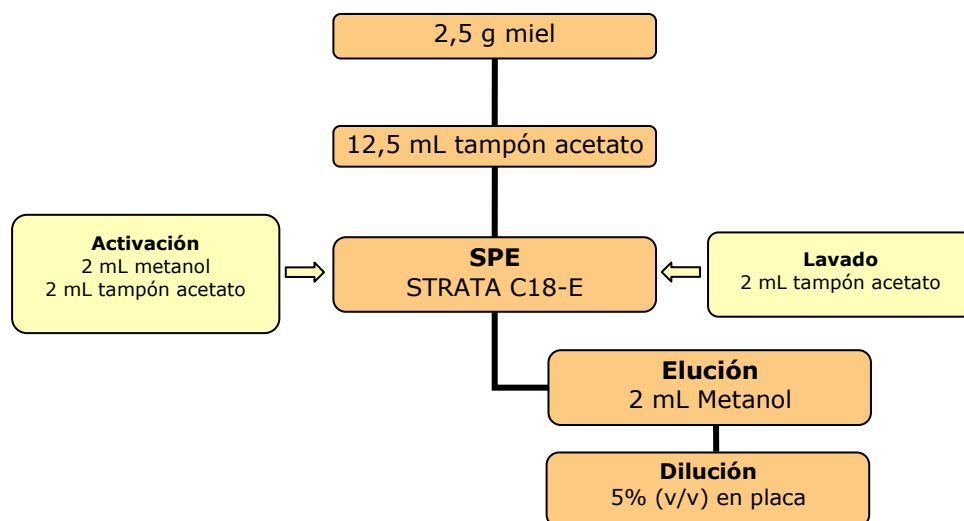 2,5 g miel
12,5 mL tampón acetato
Activación
2 mL metanol
2 mL tampón acetato
SPE
STRATA C18-E
Lavado
2 mL tampón acetato
Elución
2 mL Metanol
Dilución
5% (v/v) en placa